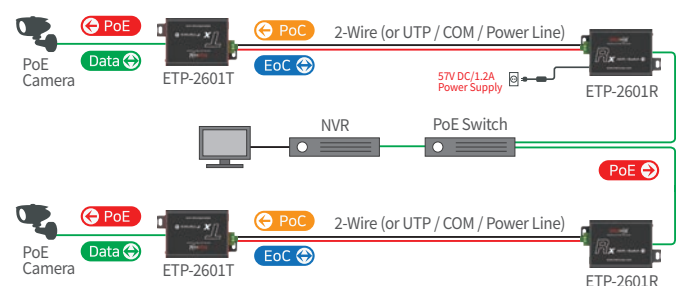 PoE
PoC
2-Wire (or UTP / COM / Power Line)
Data
EoC
PoE
Camera
ETP-2601T
57V DC/1.2A
Power Supply
Rx
ETP-2601R
NVR
PoE Switch
PoE
PoE
PoC
2-Wire (or UTP / COM / Power Line)
Data
EoC
PoE
Camera
ETP-2601T
Rx
ETP-2601R